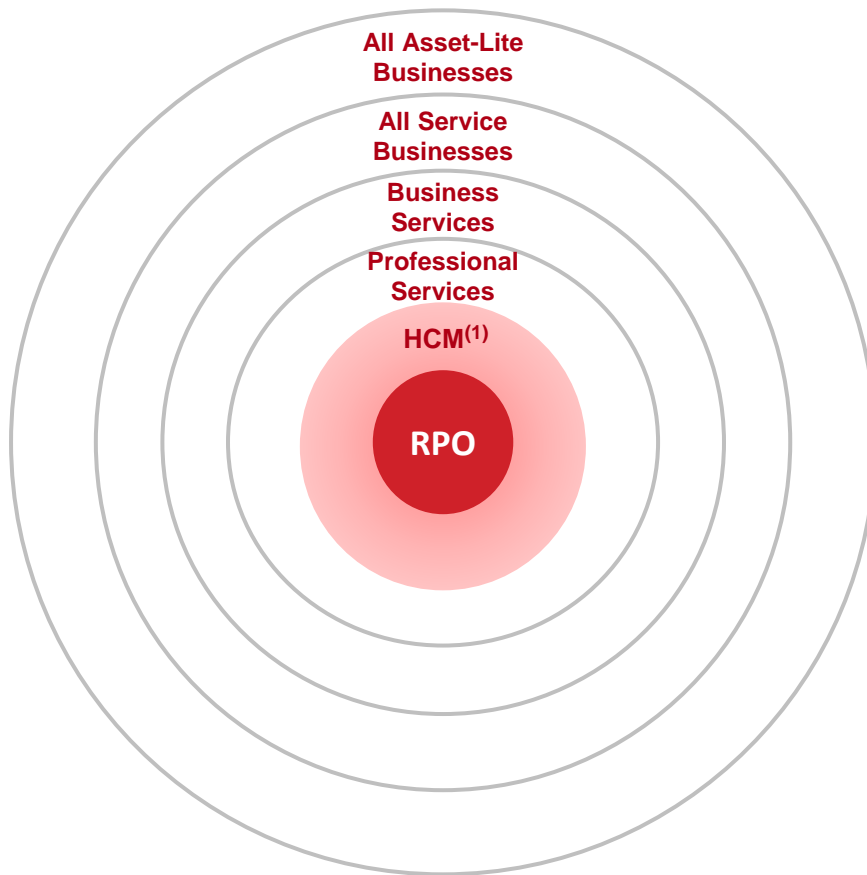 All Asset-Lite
Businesses
All Service
Businesses
Business
Services
Professional
Services
HCM(1)
RPO